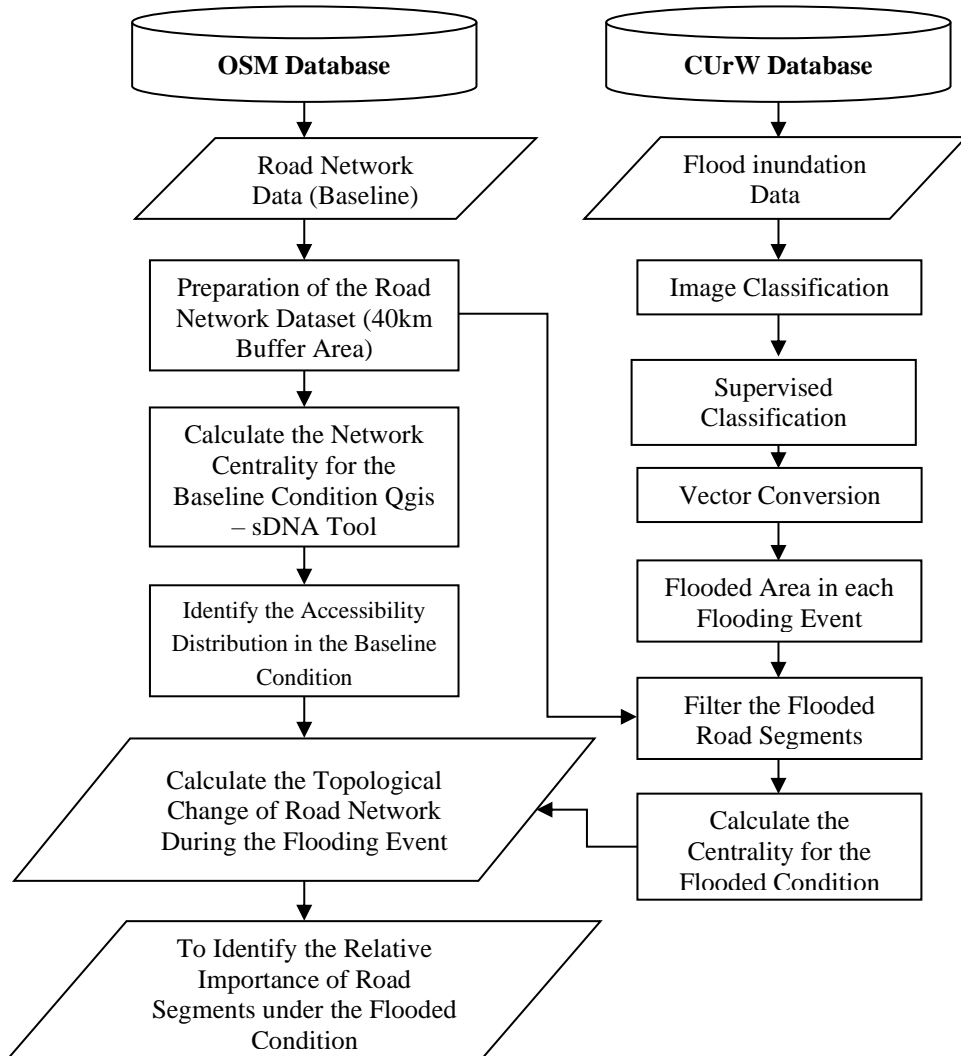 OSM Database
CUrW Database
Road Network
Data (Baseline)
Flood inundation
Data
Preparation of the Road
Network Dataset (40km
Buffer Area)
Image Classification
Supervised
Classification
Calculate the Network
Centrality for the
Baseline Condition Qgis
– sDNA Tool
Vector Conversion
Identify the Accessibility
Distribution in the Baseline
Condition
Flooded Area in each
Flooding Event
Filter the Flooded
Road Segments
Calculate the Topological
Change of Road Network
During the Flooding Event
Calculate the
Centrality for the
Flooded Condition
To Identify the Relative
Importance of Road
Segments under the Flooded
Condition